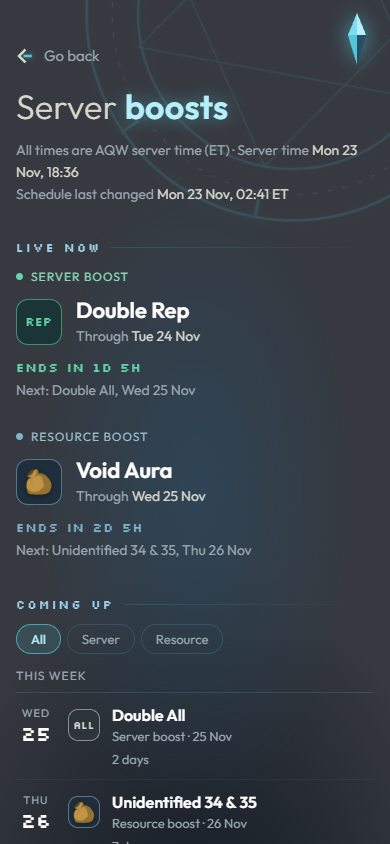 Go back
Server boosts
All times are AQW server time (ET) · Server time Mon 23
Nov, 18:36
Schedule last changed Mon 23 Nov, 02:41 ET
LIVE NOW
SERVER BOOST
REP
Double Rep
Through Tue 24 Nov
ENDS IN 1D 5H
Next: Double All, Wed 25 Nov
RESOURCE BOOST
Void Aura
Through Wed 25 Nov
ENDS IN 2D 5H
Next: Unidentified 34 & 35, Thu 26 Nov
COMING UP
All
Server
Resource
THIS WEEK
WED
25
ALL
Double All
Server boost · 25 Nov
2 days
THU
26
Unidentified 34 & 35
Resource boost · 26 Nov